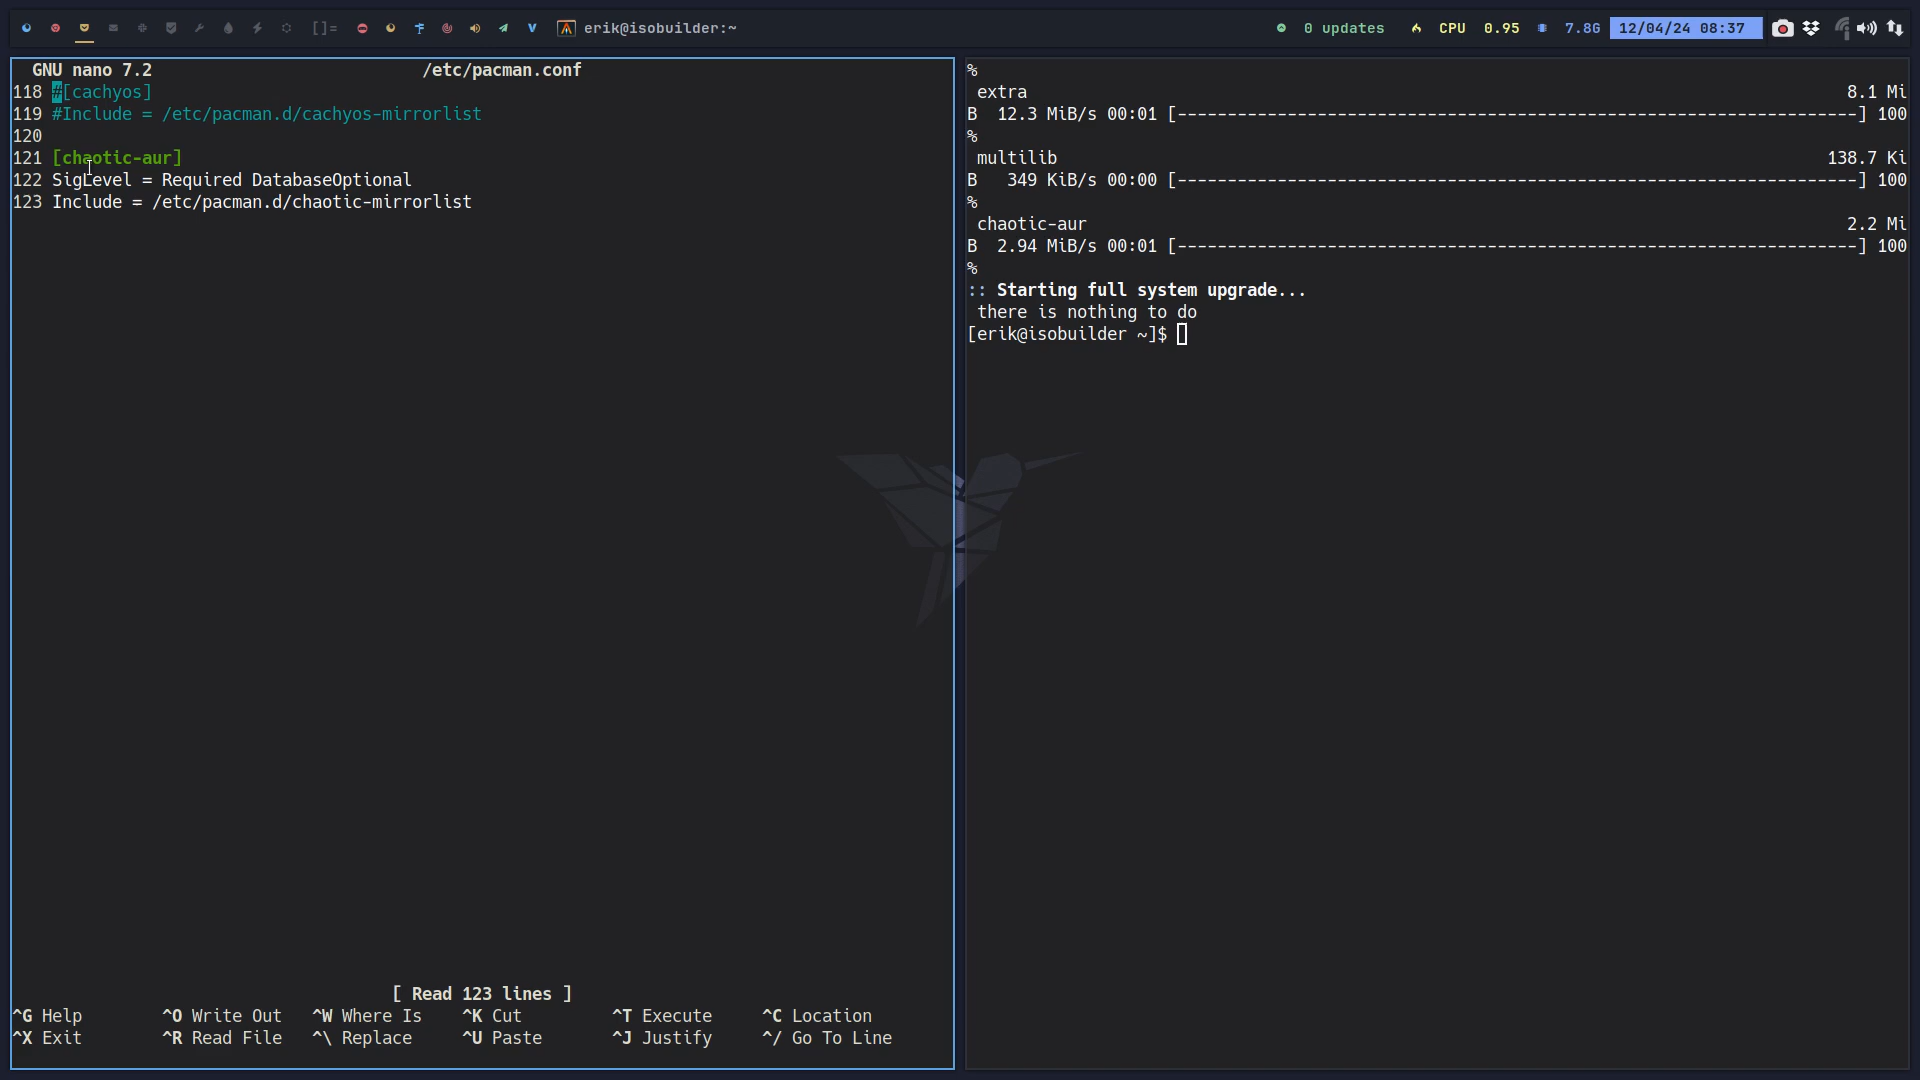 []= erik@isobuilder:~ 0 updates CPU 0.95 7.8G 12/04/24 08:37
GNU nano 7.2 /etc/pacman.conf
118 #[cachyos]
119 #Include = /etc/pacman.d/cachyos-mirrorlist
120
121 [chaotic-aur]
122 SigLevel = Required DatabaseOptional
123 Include = /etc/pacman.d/chaotic-mirrorlist
[ Read 123 lines ]
^G Help ^O Write Out ^W Where Is ^K Cut ^T Execute ^C Location
^X Exit ^R Read File ^\ Replace ^U Paste ^J Justify ^/ Go To Line
%
extra 8.1 Mi
B 12.3 MiB/s 00:01 [--------------------------------------------------------------------] 100
%
multilib 138.7 Ki
B 349 KiB/s 00:00 [--------------------------------------------------------------------] 100
%
chaotic-aur 2.2 Mi
B 2.94 MiB/s 00:01 [--------------------------------------------------------------------] 100
%
:: Starting full system upgrade...
there is nothing to do
[erik@isobuilder ~]$